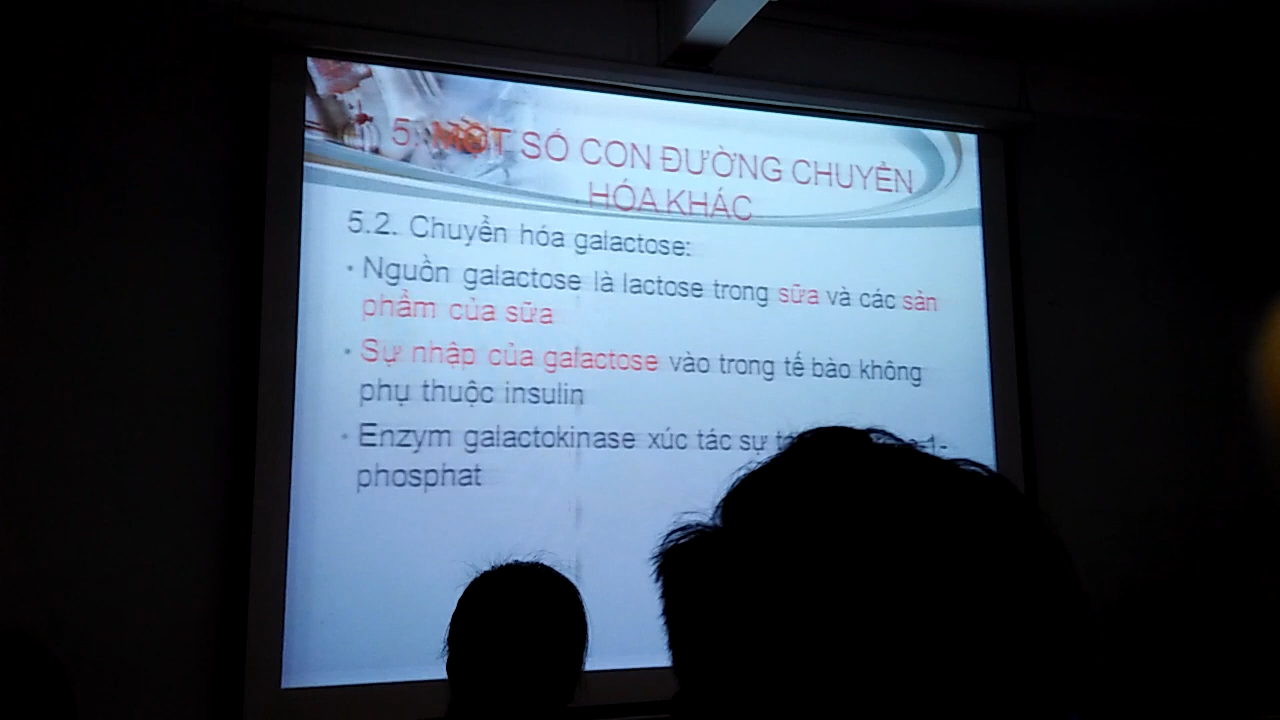 5. MỘT SỐ CON ĐƯỜNG CHUYỂN
HÓA KHÁC
5.2. Chuyển hóa galactose:
• Nguồn galactose là lactose trong sữa và các sản
phẩm của sữa
• Sự nhập của galactose vào trong tế bào không
phụ thuộc insulin
• Enzym galactokinase xúc tác sự 1-
phosphat